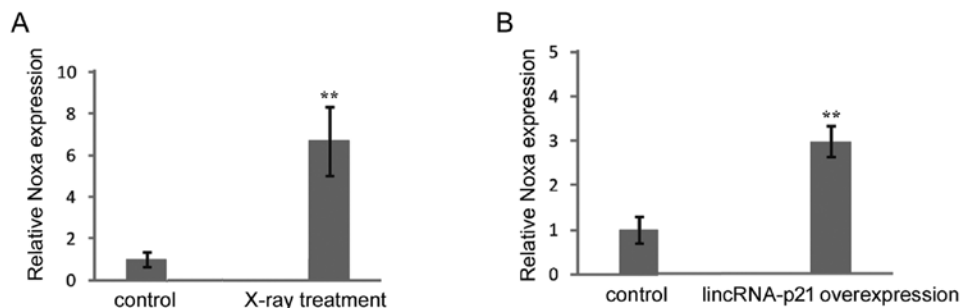 A
Relative Noxa expression
10
8
6
4
2
0
**
control
X-ray treatment
B
Relative Noxa expression
5
4
3
2
1
0
**
control
lincRNA-p21 overexpression